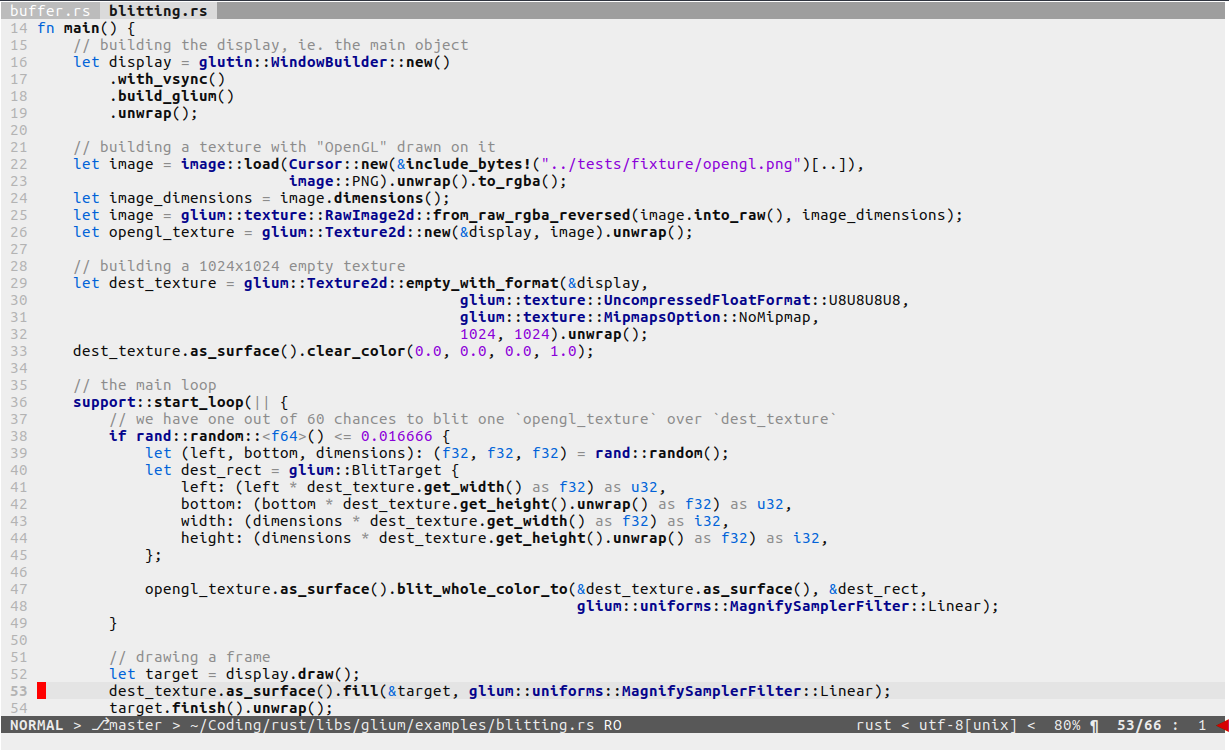 buffer.rs blitting.rs
14 fn main() {
15     // building the display, ie. the main object
16     let display = glutin::WindowBuilder::new()
17         .with_vsync()
18         .build_glium()
19         .unwrap();
20
21     // building a texture with "OpenGL" drawn on it
22     let image = image::load(Cursor::new(&include_bytes!("../tests/fixture/opengl.png")[..]),
23                             image::PNG).unwrap().to_rgba();
24     let image_dimensions = image.dimensions();
25     let image = glium::texture::RawImage2d::from_raw_rgba_reversed(image.into_raw(), image_dimensions);
26     let opengl_texture = glium::Texture2d::new(&display, image).unwrap();
27
28     // building a 1024x1024 empty texture
29     let dest_texture = glium::Texture2d::empty_with_format(&display,
30                                                glium::texture::UncompressedFloatFormat::U8U8U8U8,
31                                                glium::texture::MipmapsOption::NoMipmap,
32                                                1024, 1024).unwrap();
33     dest_texture.as_surface().clear_color(0.0, 0.0, 0.0, 1.0);
34
35     // the main loop
36     support::start_loop(|| {
37         // we have one out of 60 chances to blit one `opengl_texture` over `dest_texture`
38         if rand::random::<f64>() <= 0.016666 {
39             let (left, bottom, dimensions): (f32, f32, f32) = rand::random();
40             let dest_rect = glium::BlitTarget {
41                 left: (left * dest_texture.get_width() as f32) as u32,
42                 bottom: (bottom * dest_texture.get_height().unwrap() as f32) as u32,
43                 width: (dimensions * dest_texture.get_width() as f32) as i32,
44                 height: (dimensions * dest_texture.get_height().unwrap() as f32) as i32,
45             };
46
47             opengl_texture.as_surface().blit_whole_color_to(&dest_texture.as_surface(), &dest_rect,
48                                                             glium::uniforms::MagnifySamplerFilter::Linear);
49         }
50
51         // drawing a frame
52         let target = display.draw();
53         dest_texture.as_surface().fill(&target, glium::uniforms::MagnifySamplerFilter::Linear);
54         target.finish().unwrap();
NORMAL > ⎇master > ~/Coding/rust/libs/glium/examples/blitting.rs RO rust < utf-8[unix] < 80% ¶ 53/66 : 1